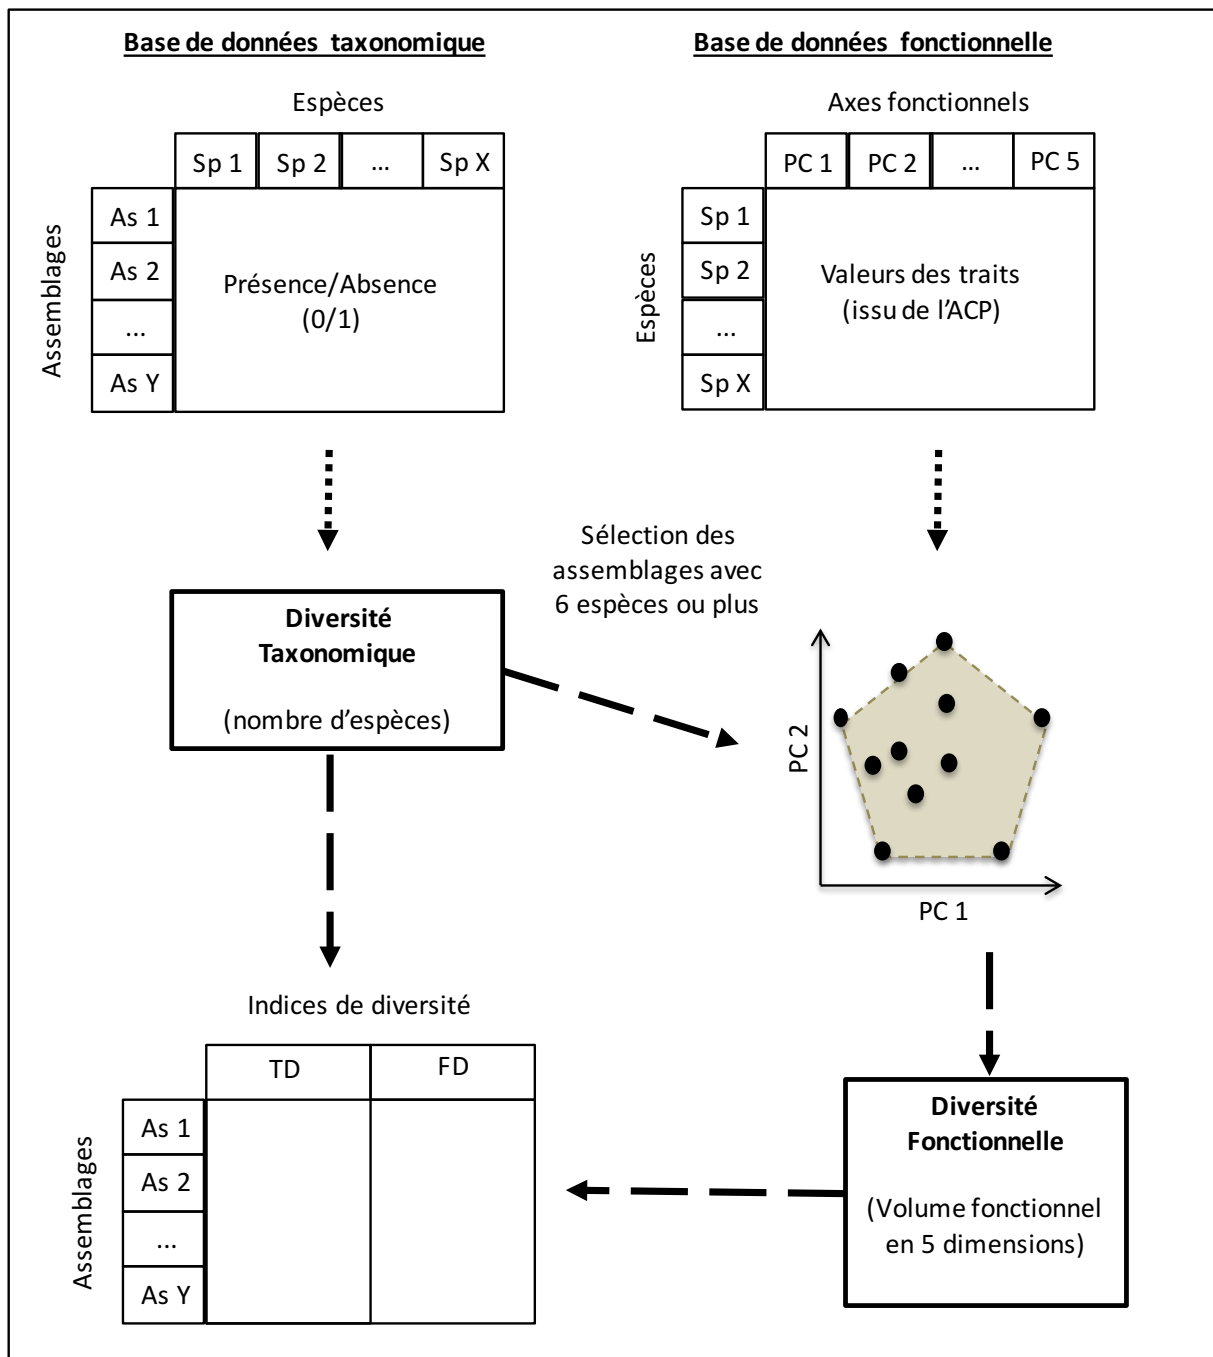 Base de données taxonomique
Espèces
Sp 1 Sp 2 ... Sp X
Assemblages
As 1
As 2
...
As Y
Présence/Absence
(0/1)
Base de données fonctionnelle
Axes fonctionnels
PC 1 PC 2 ... PC 5
Espèces
Sp 1
Sp 2
...
Sp X
Valeurs des traits
(issu de l’ACP)
Sélection des
assemblages avec
6 espèces ou plus
Diversité
Taxonomique
(nombre d’espèces)
PC 2
PC 1
Indices de diversité
TD FD
Assemblages
As 1
As 2
...
As Y
Diversité
Fonctionnelle
(Volume fonctionnel
en 5 dimensions)